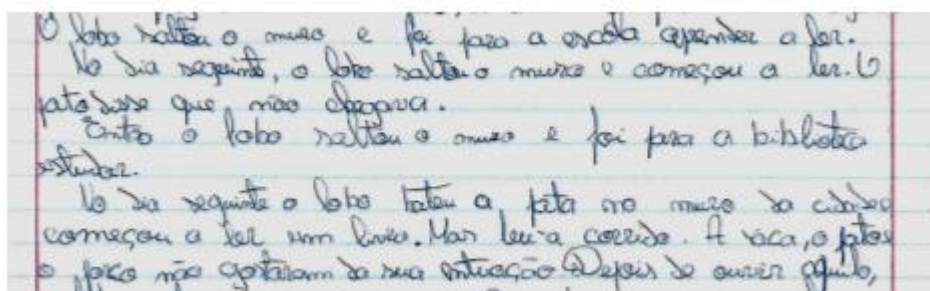 O lobo saltou o muro e foi para a escola aprender a ler.
No dia seguinte, o lobo saltou o muro e começou a ler. O
pato disse que não chegava.
Então o lobo saltou o muro e foi para a biblioteca
estudar.
No dia seguinte o lobo bateu a pata no muro da cidade e
começou a ler um livro. Mas leu-a corrido. A vaca, o pato e
o porco não gostaram da sua entuação. Depois de ouvir aquilo,